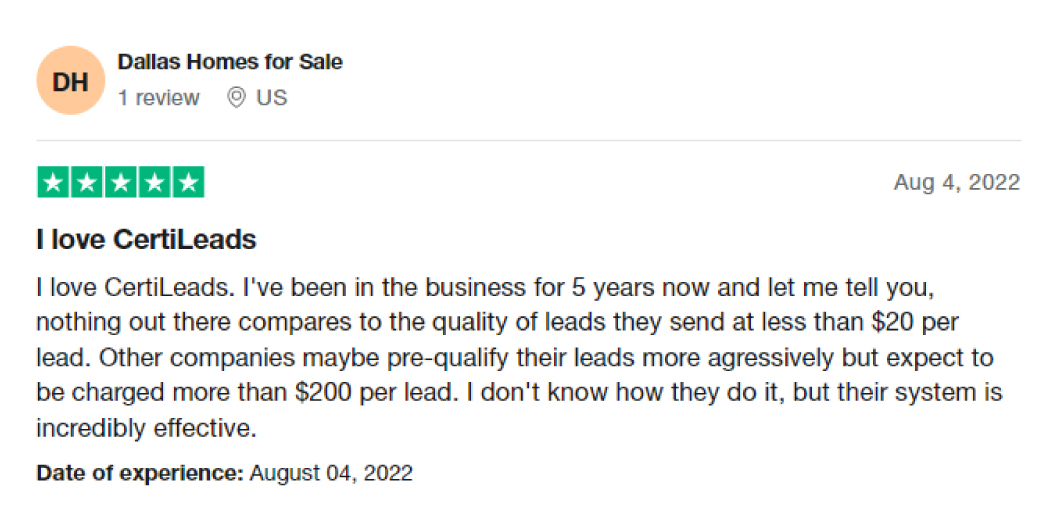 DH
Dallas Homes for Sale
1 review US
Aug 4, 2022
I love CertiLeads
I love CertiLeads. I've been in the business for 5 years now and let me tell you,
nothing out there compares to the quality of leads they send at less than $20 per
lead. Other companies maybe pre-qualify their leads more agressively but expect to
be charged more than $200 per lead. I don't know how they do it, but their system is
incredibly effective.
Date of experience: August 04, 2022